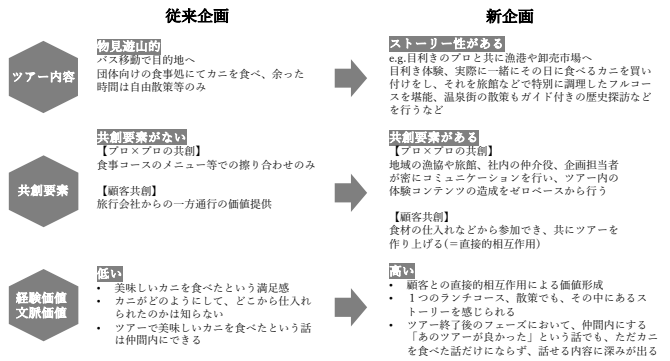 従来企画
新企画
ツアー内容
物見遊山的
バス移動で目的地へ
団体向けの食事処にてカニを食べ、余った
時間は自由散策等のみ
ストーリー性がある
e.g.目利きのプロと共に漁港や卸売市場へ
目利き体験、実際に一緒にその日に食べるカニを買い
付けをし、それを旅館などで特別に調理したフルコー
スを堪能、温泉街の散策もガイド付きの歴史探訪など
を行うなど
共創要素
共創要素がない
【プロ×プロの共創】
食事コースのメニュー等での擦り合わせのみ
【顧客共創】
旅行会社からの一方通行の価値提供
共創要素がある
【プロ×プロの共創】
地域の漁協や旅館、社内の仲介役、企画担当者
が密にコミュニケーションを行い、ツアー内の
体験コンテンツの造成をゼロベースから行う
【顧客共創】
食材の仕入れなどから参加でき、共にツアーを
作り上げる(＝直接的相互作用)
経験価値
文脈価値
低い
• 美味しいカニを食べたという満足感
• カニがどのようにして、どこから仕入れ
られたのかは知らない
• ツアーで美味しいカニを食べたという話
は仲間内にできる
高い
• 顧客との直接的相互作用による価値形成
• １つのランチコース、散策でも、その中にあるス
トーリーを感じられる
• ツアー終了後のフェーズにおいて、仲間内にする
「あのツアーが良かった」という話でも、ただカニ
を食べた話だけにならず、話せる内容に深みが出る